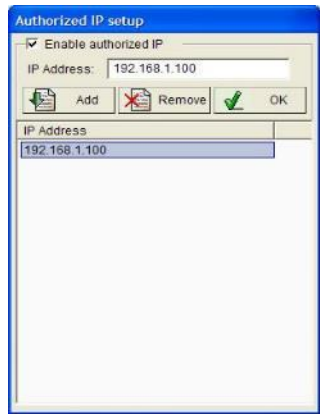 Authorized IP setup
Enable authorized IP
IP Address: 192.168.1.100
Add Remove OK
IP Address
192.168.1.100